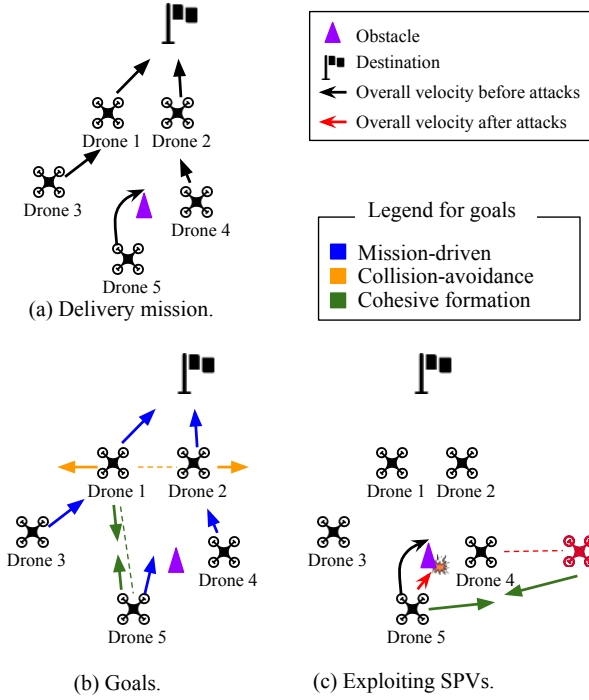 Drone 1
Drone 2
Drone 3
Drone 4
Drone 5
(a) Delivery mission.
Obstacle
Destination
Overall velocity before attacks
Overall velocity after attacks
Legend for goals
Mission-driven
Collision-avoidance
Cohesive formation
Drone 1
Drone 2
Drone 3
Drone 4
Drone 5
(b) Goals.
Drone 1
Drone 2
Drone 3
Drone 4
Drone 5
(c) Exploiting SPVs.